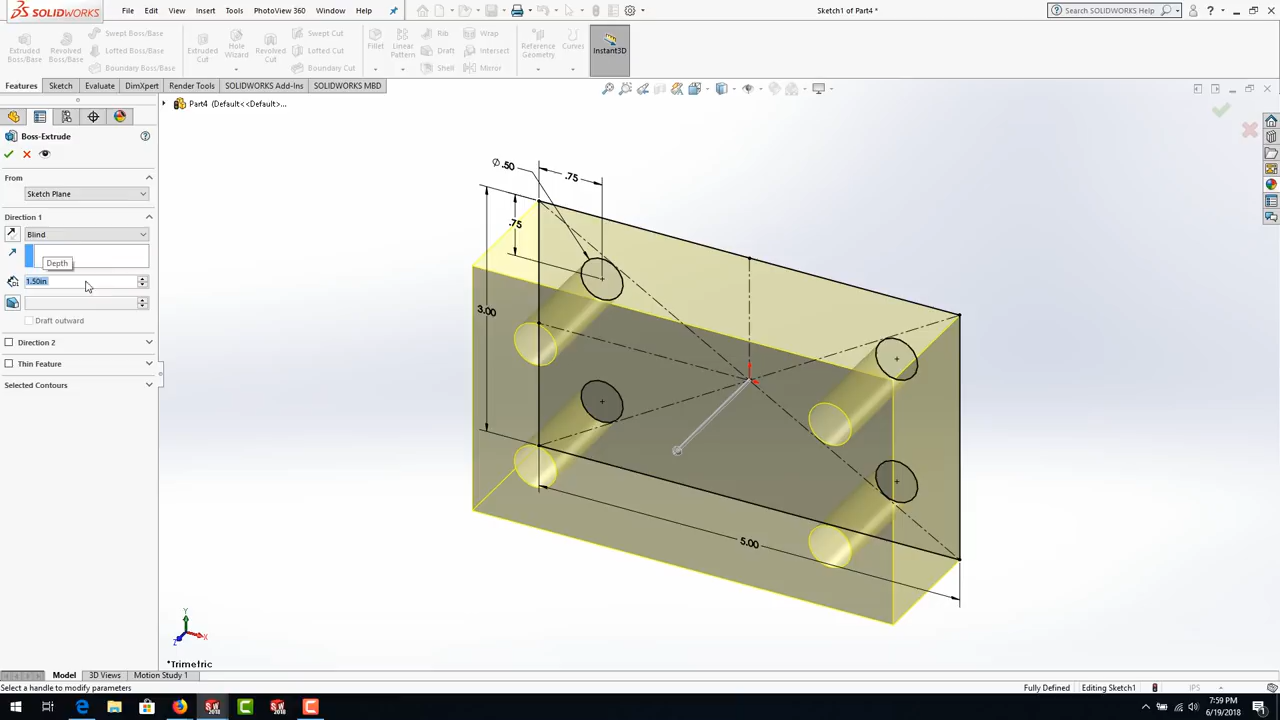 SOLIDWORKS File Edit View Insert Tools PhotoView 360 Window Help Sketch1 of Part4 * Search SOLIDWORKS Help
Extruded Boss/Base Revolved Boss/Base Swept Boss/Base Lofted Boss/Base Boundary Boss/Base Extruded Cut Hole Wizard Revolved Cut Swept Cut Lofted Cut Boundary Cut Fillet Linear Pattern Rib Draft Shell Wrap Intersect Mirror Reference Geometry Curves Instant3D
Features Sketch Evaluate DimXpert Render Tools SOLIDWORKS Add-Ins SOLIDWORKS MBD
Part4 (Default<<Default>...
Boss-Extrude
From
Sketch Plane
Direction 1
Blind
Depth
1.50in
Draft outward
Direction 2
Thin Feature
Selected Contours
Ø.50
.75
.75
3.00
5.00
Y
X
Z
*Trimetric
Model 3D Views Motion Study 1
Select a handle to modify parameters Fully Defined Editing Sketch1 IPS
SW 2018
7:59 PM
6/19/2018